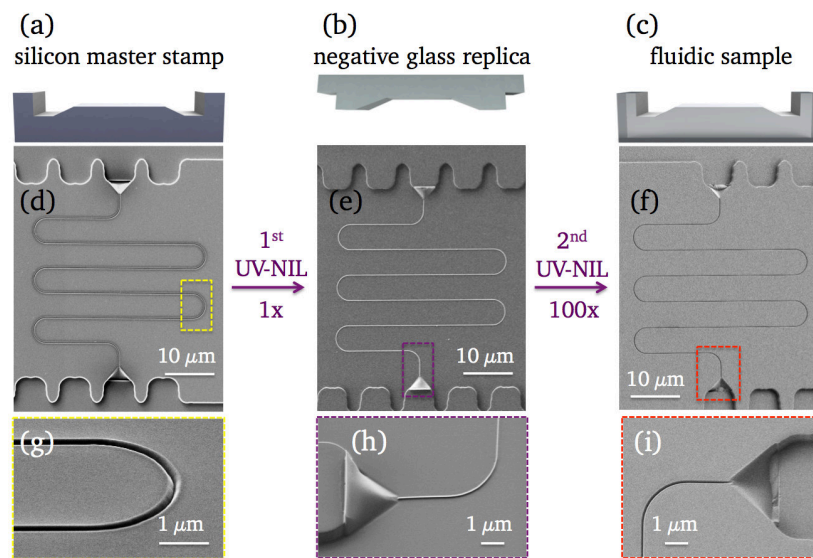 (a)
silicon master stamp
(b)
negative glass replica
(c)
fluidic sample
(d)
10 μm
1st
UV-NIL
1x
(e)
10 μm
2nd
UV-NIL
100x
(f)
10 μm
(g)
1 μm
(h)
1 μm
(i)
1 μm